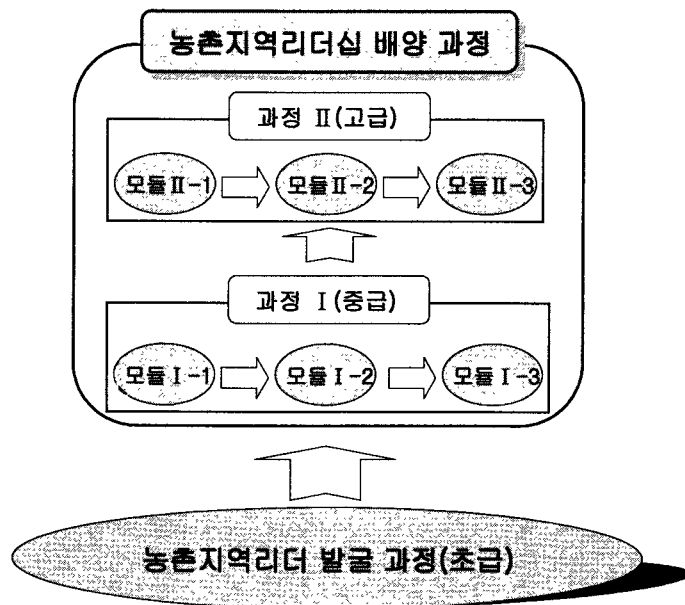 농촌지역리더십 배양 과정
과정 Ⅱ(고급)
모듈Ⅱ-1 모듈Ⅱ-2 모듈Ⅱ-3
과정 Ⅰ(중급)
모듈Ⅰ-1 모듈Ⅰ-2 모듈Ⅰ-3
농촌지역리더 발굴 과정(초급)